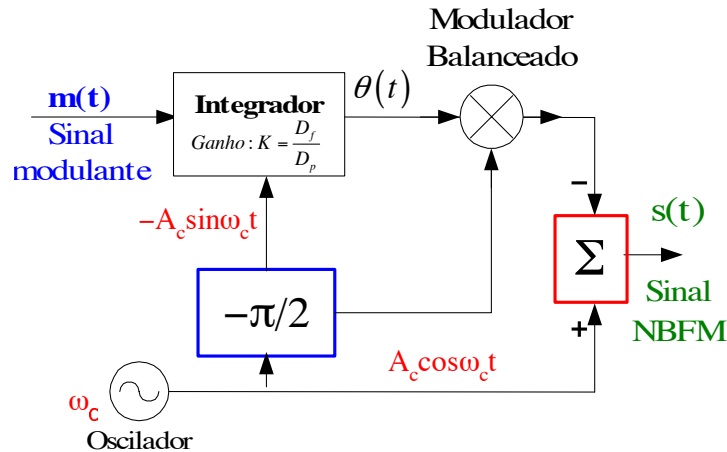 Modulador
Balanceado
m(t)
Sinal
modulante
Integrador
Ganho : K = D_f / D_p
θ(t)
−
s(t)
−A_c sinω_c t
Σ
Sinal
NBFM
−π/2
+
A_c cosω_c t
ω_c
Oscilador